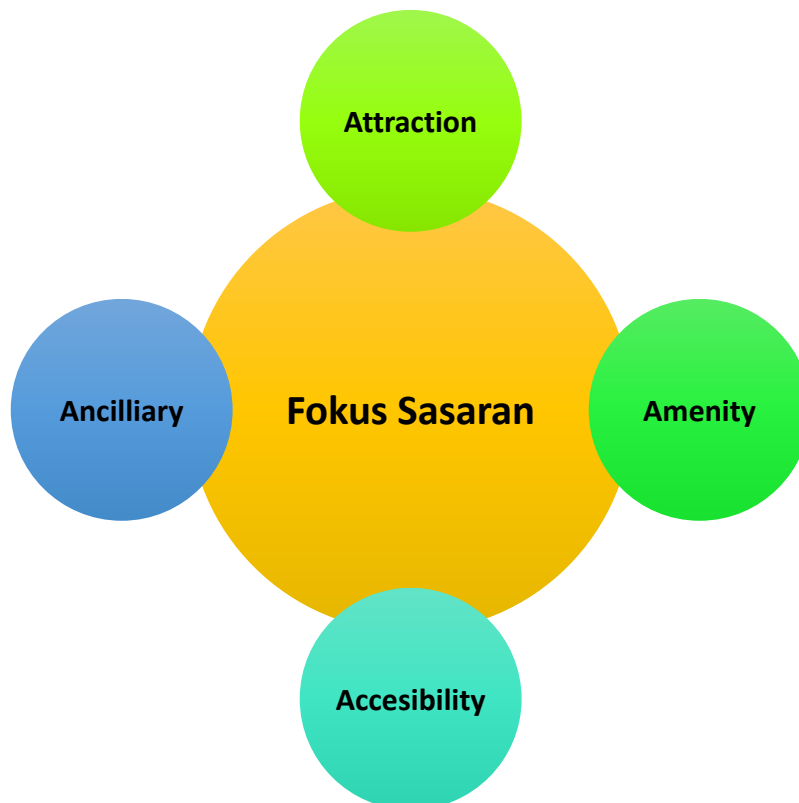 Attraction
Ancilliary
Fokus Sasaran
Amenity
Accesibility